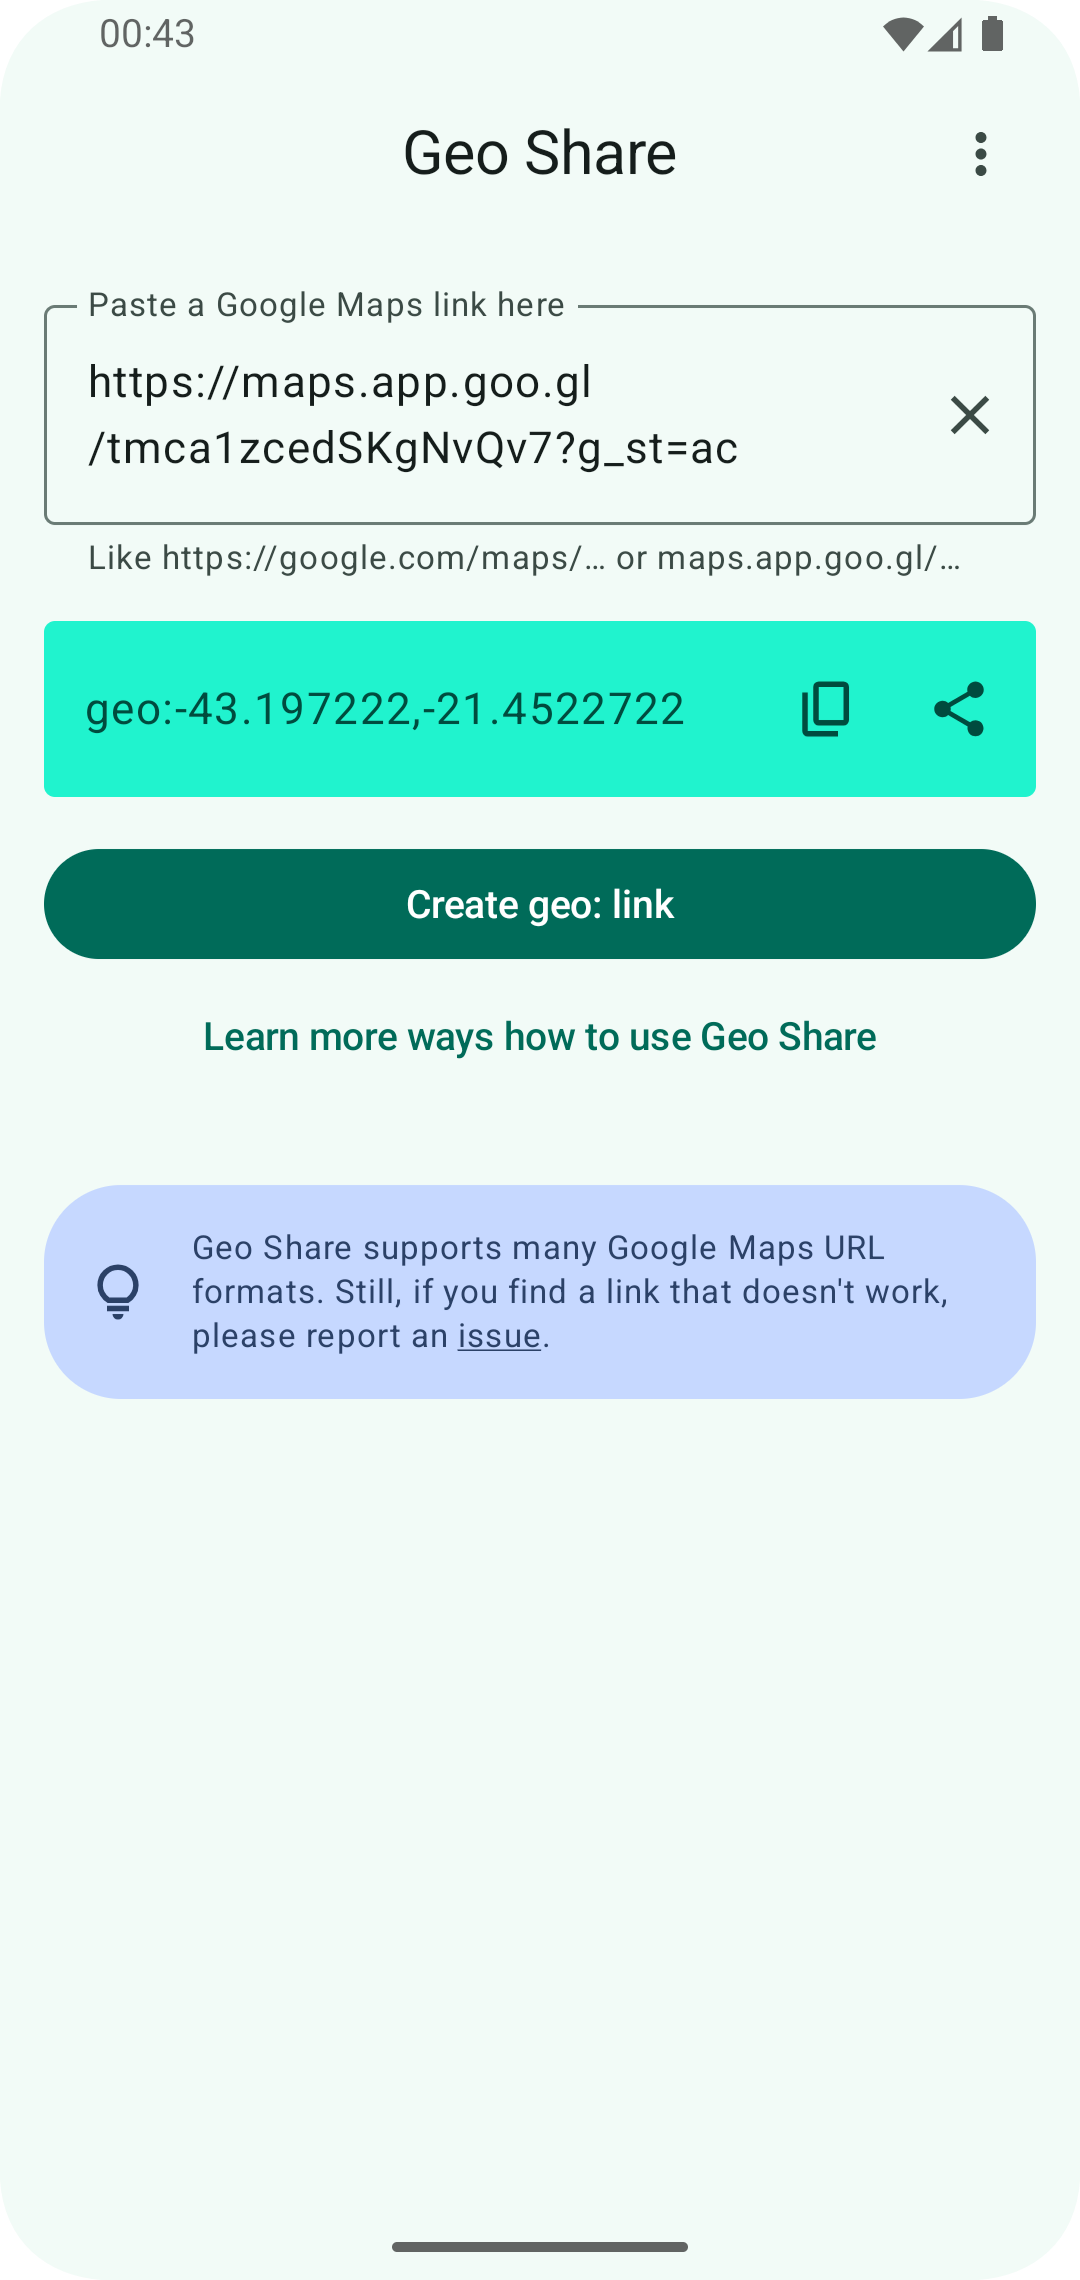 00:43
Geo Share
Paste a Google Maps link here
https://maps.app.goo.gl
/tmca1zcedSKgNvQv7?g_st=ac
Like https://google.com/maps/… or maps.app.goo.gl/…
geo:-43.197222,-21.4522722
Create geo: link
Learn more ways how to use Geo Share
Geo Share supports many Google Maps URL
formats. Still, if you find a link that doesn't work,
please report an issue.